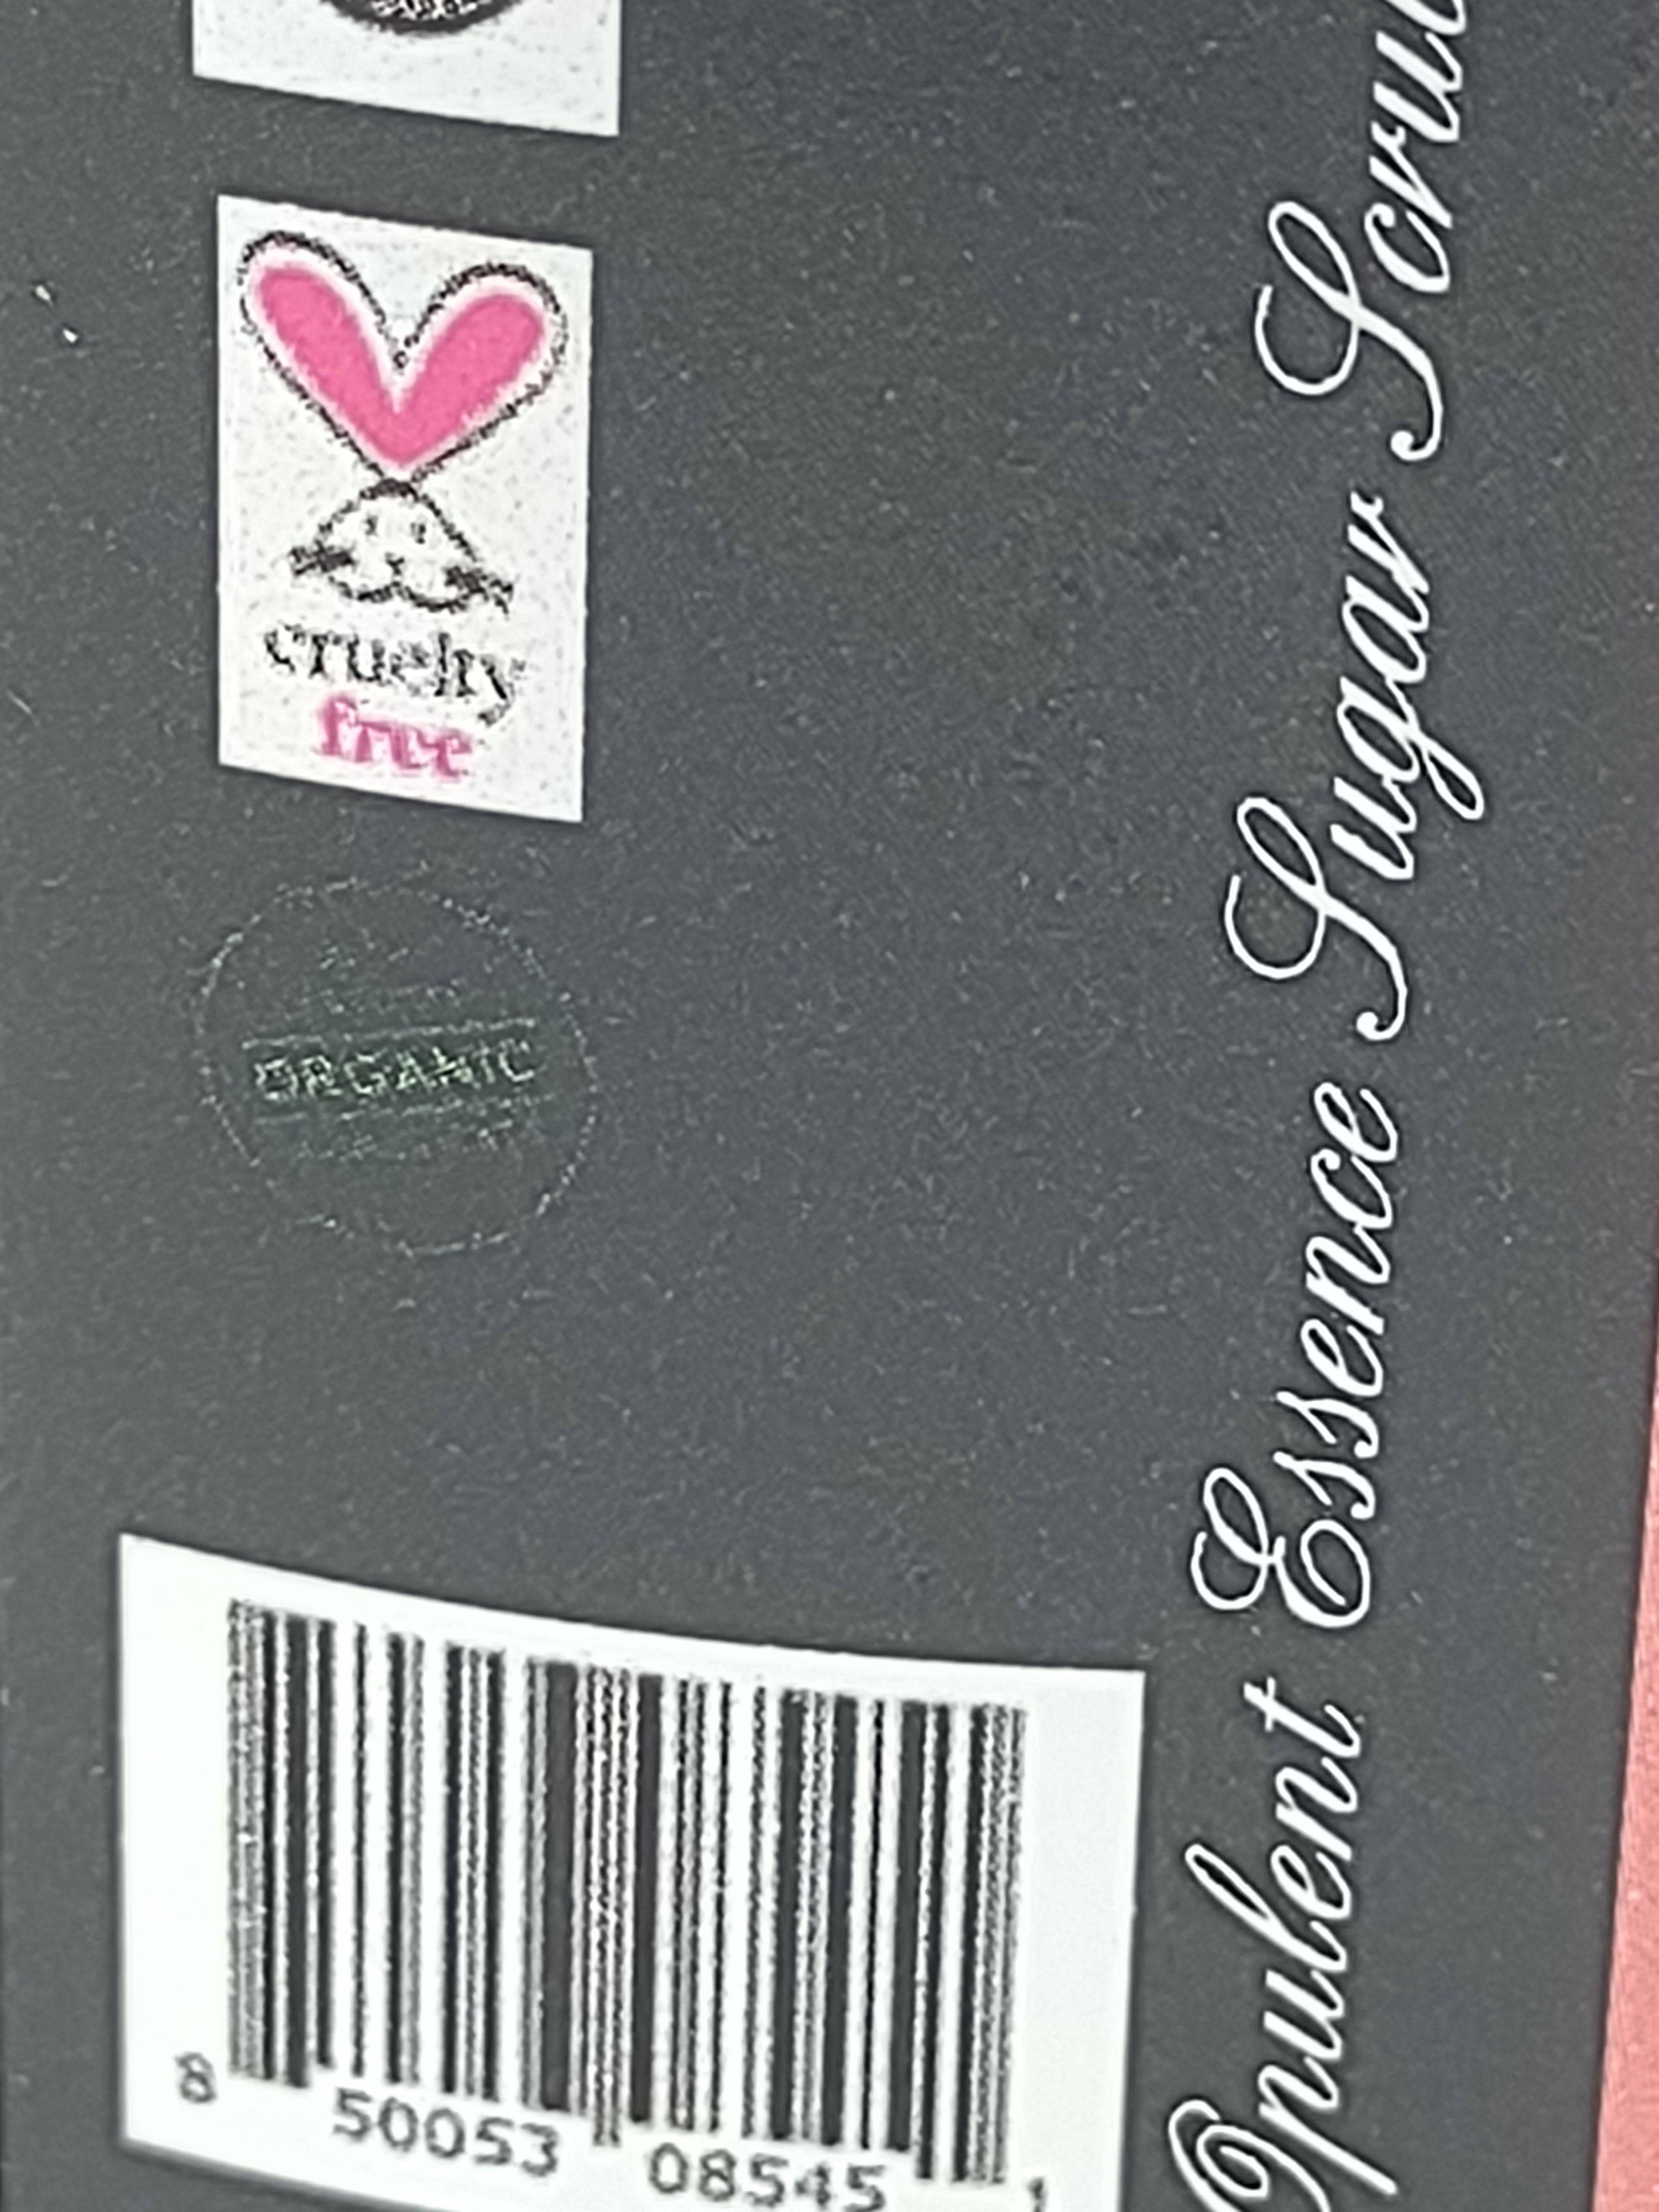 cruelty
free
ORGANIC
8 50053 08545 1
Opulent Essence Sugar Scrub